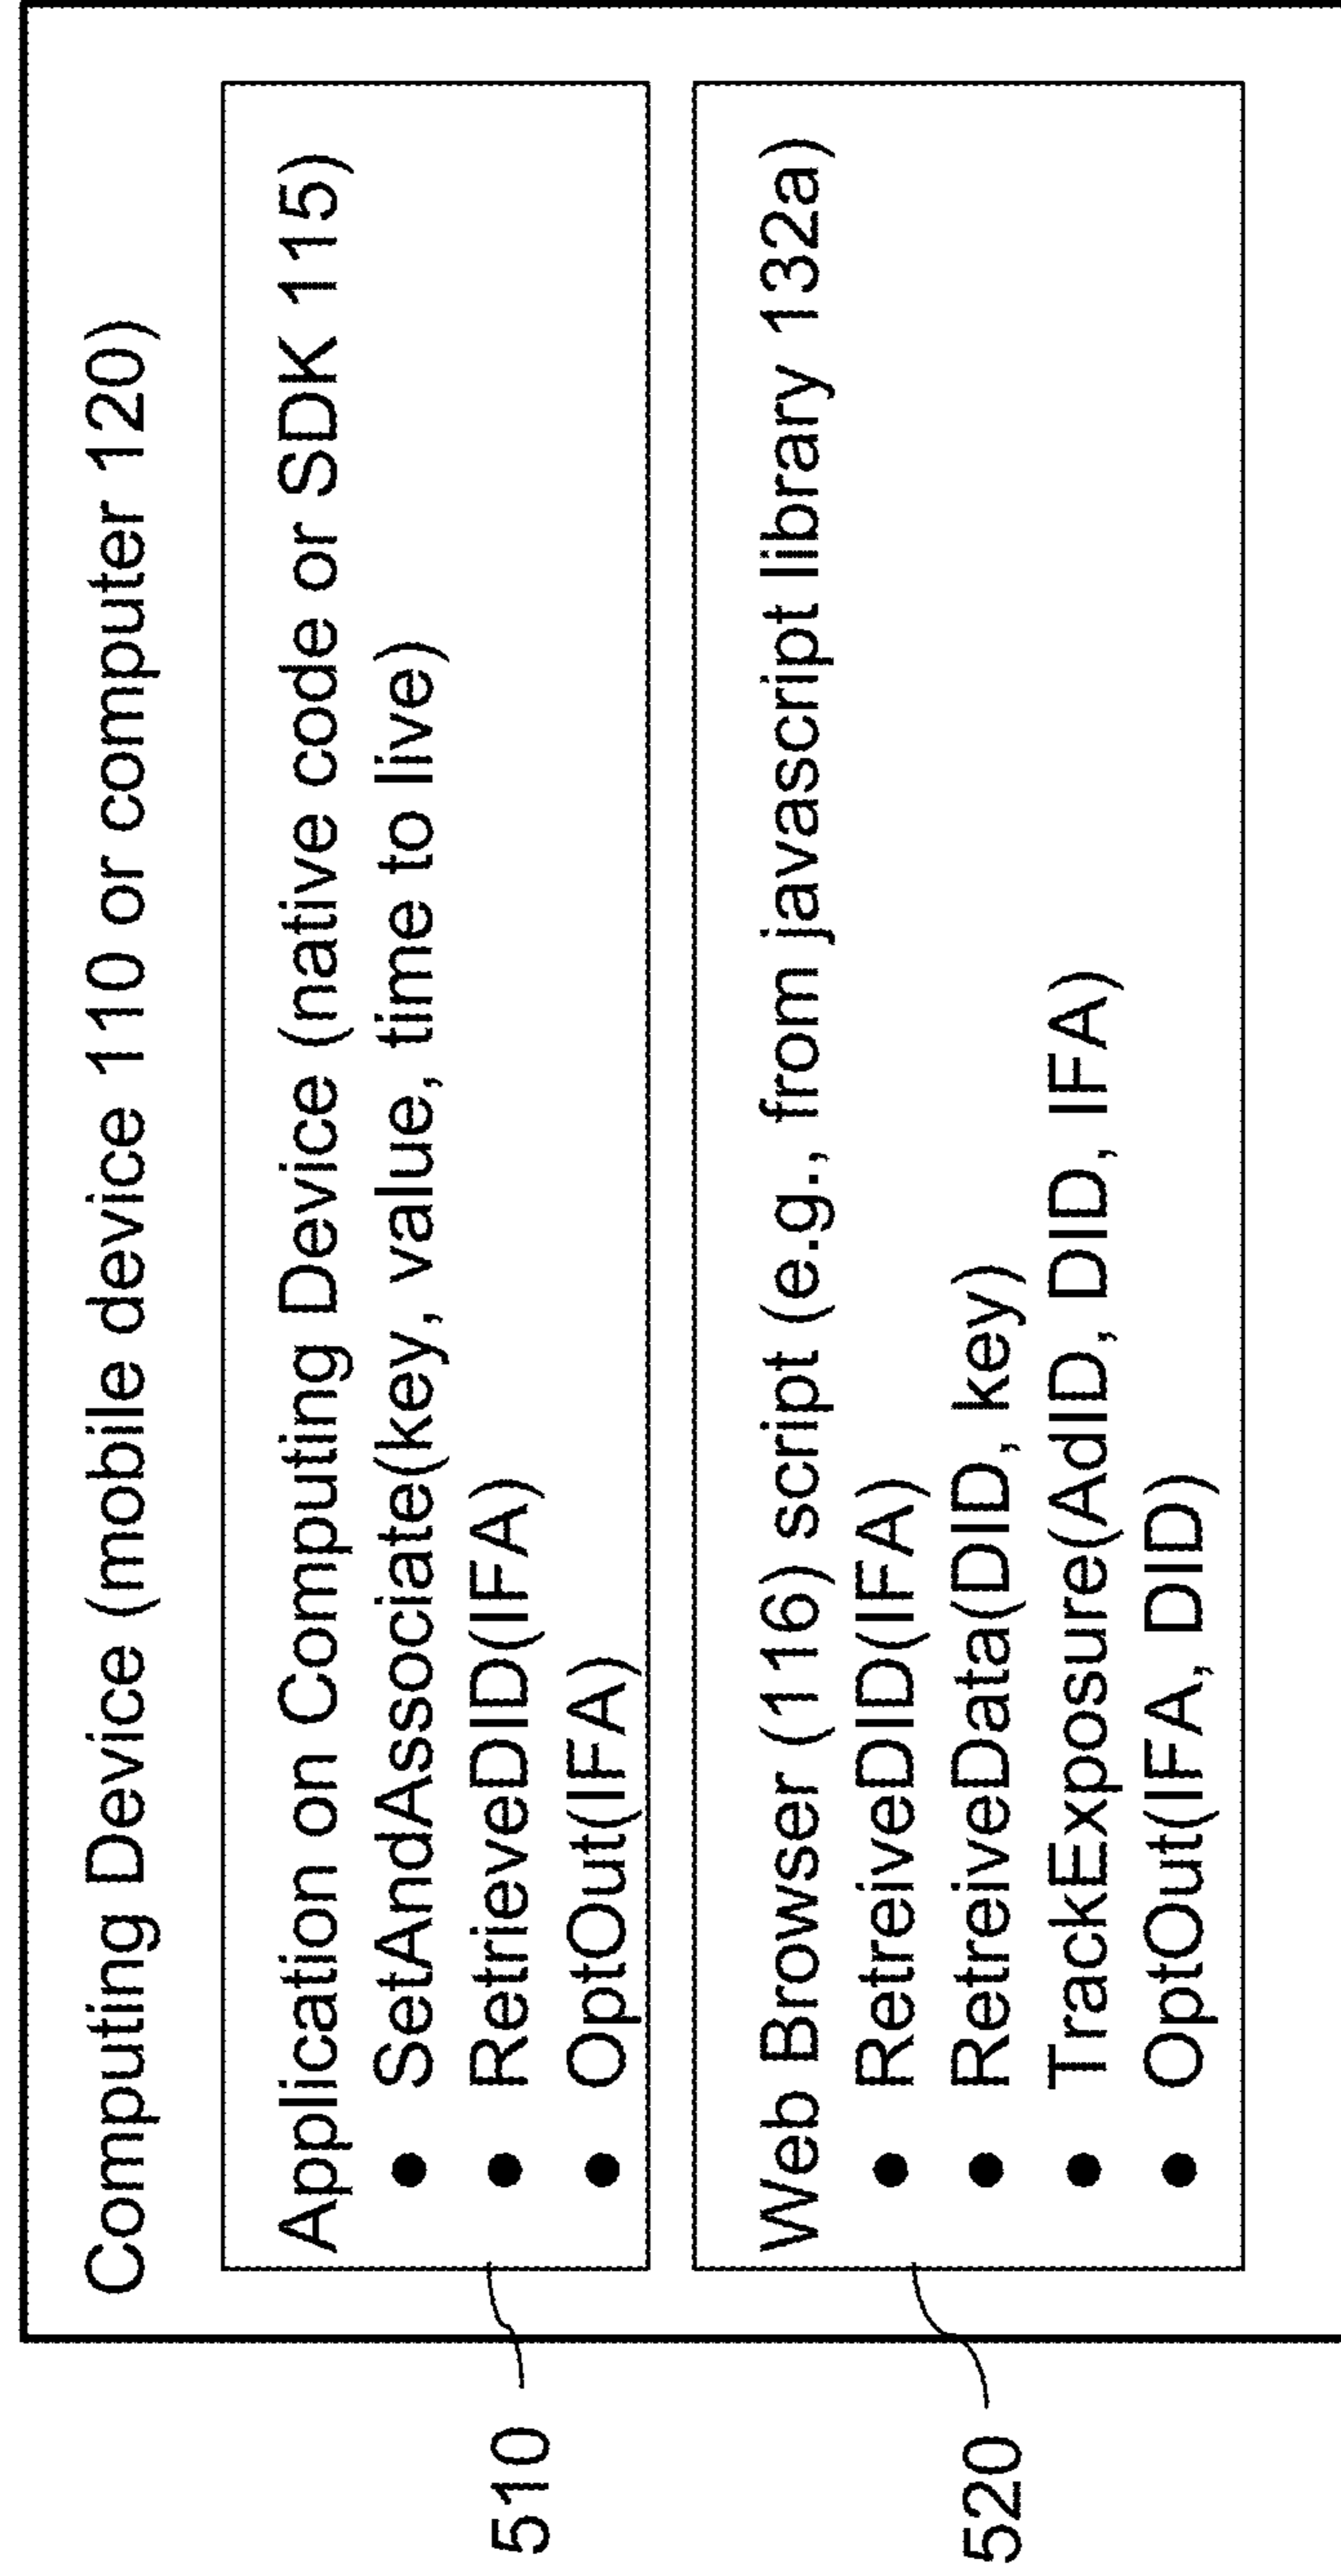 Computing Device (mobile device 110 or computer 120)
Application on Computing Device (native code or SDK 115)
• SetAndAssociate(key, value, time to live)
• RetrieveDID(IFA)
• OptOut(IFA)
510
Web Browser (116) script (e.g., from javascript library 132a)
• RetreiveDID(IFA)
• RetreiveData(DID, key)
• TrackExposure(AdID, DID, IFA)
• OptOut(IFA, DID)
520